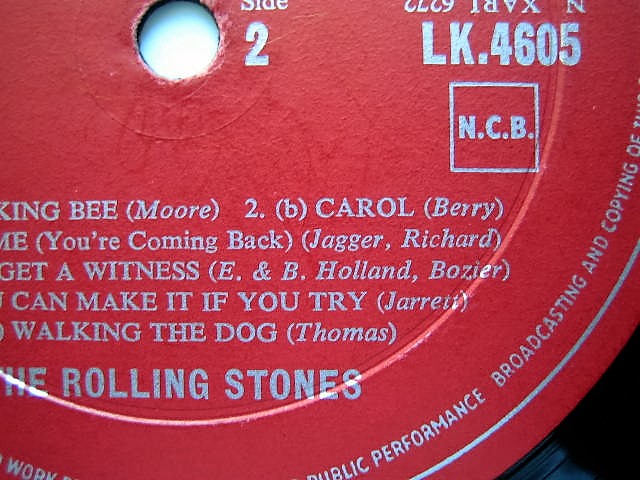 Side
2
N XARL 6272
LK.4605
N.C.B.
KING BEE (Moore) 2. (b) CAROL (Berry)
ME (You're Coming Back) (Jagger, Richard)
GET A WITNESS (E. & B. Holland, Bozier)
CAN MAKE IT IF YOU TRY (Jarrett)
) WALKING THE DOG (Thomas)
THE ROLLING STONES
WORK PUBLIC PERFORMANCE BROADCASTING AND COPYING OF